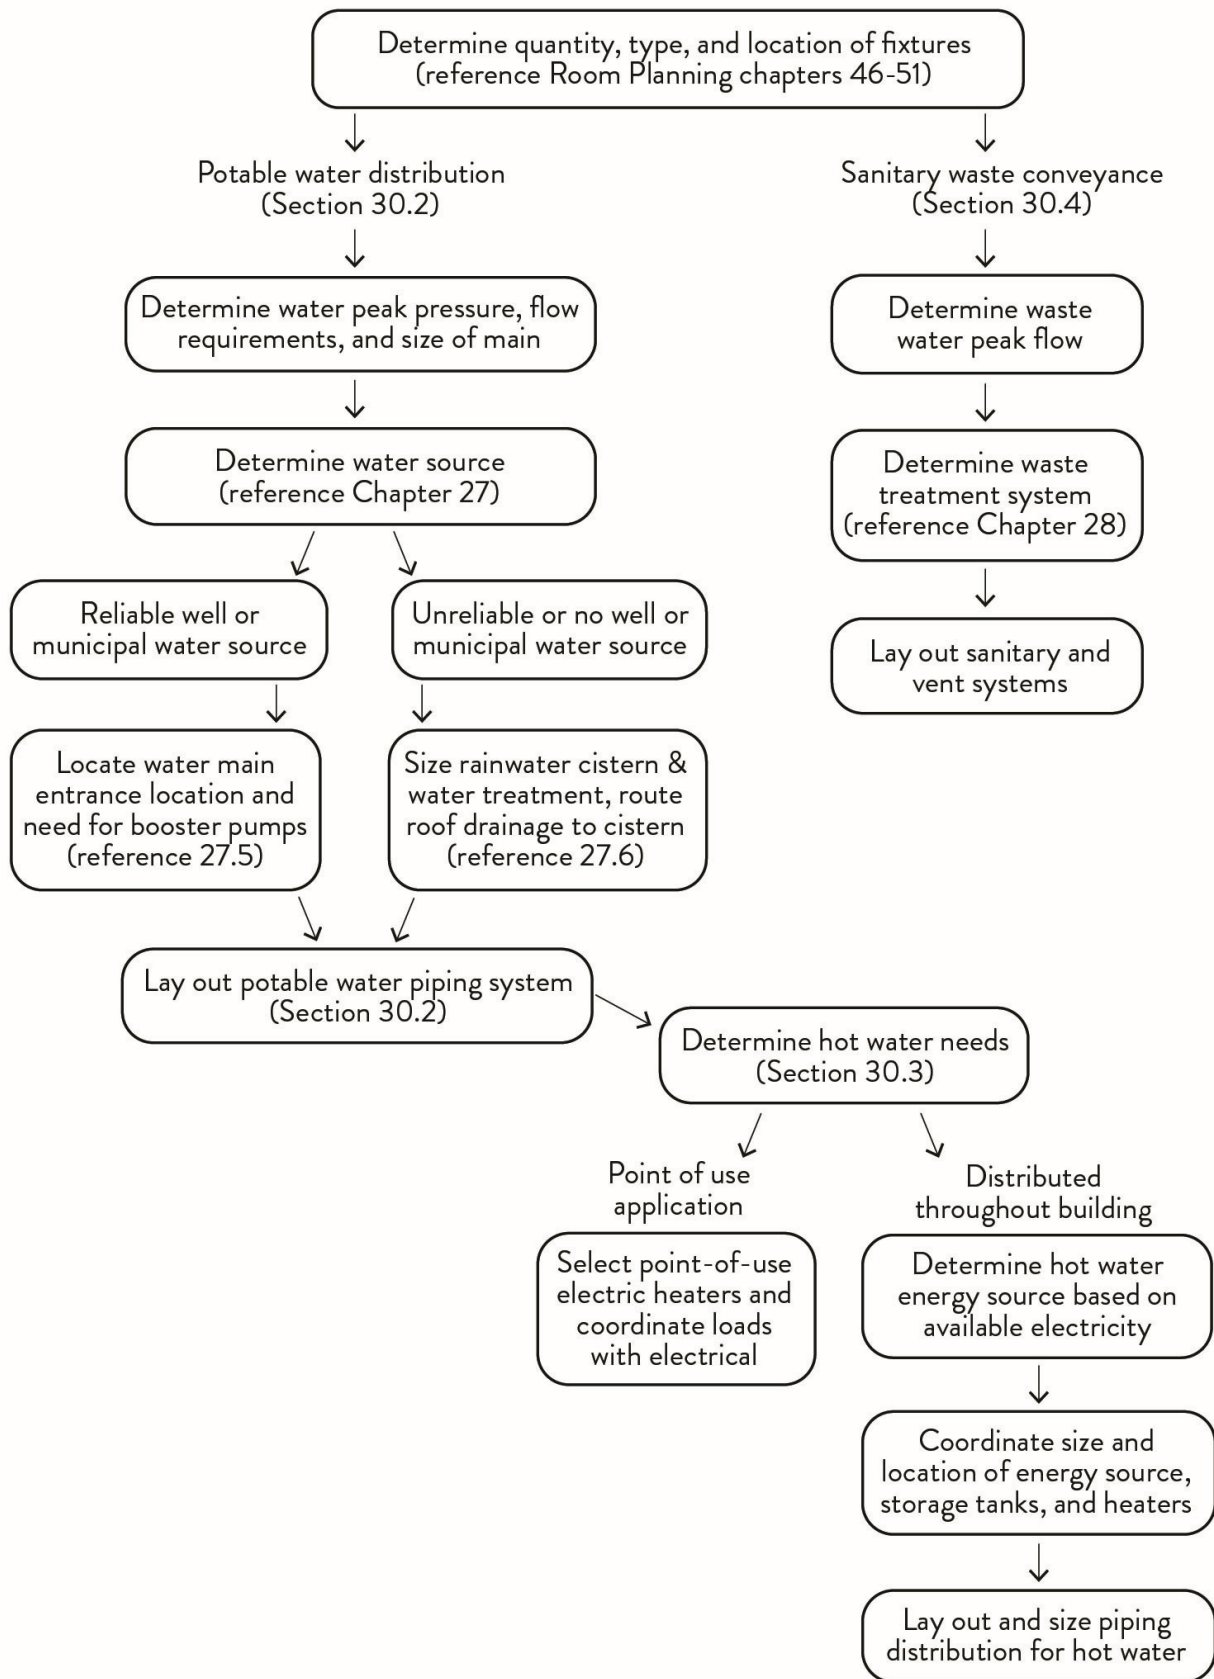 Determine quantity, type, and location of fixtures
(reference Room Planning chapters 46-51)
Potable water distribution
(Section 30.2)
Sanitary waste conveyance
(Section 30.4)
Determine water peak pressure, flow
requirements, and size of main
Determine waste
water peak flow
Determine water source
(reference Chapter 27)
Determine waste
treatment system
(reference Chapter 28)
Reliable well or
municipal water source
Unreliable or no well or
municipal water source
Lay out sanitary and
vent systems
Locate water main
entrance location and
need for booster pumps
(reference 27.5)
Size rainwater cistern &
water treatment, route
roof drainage to cistern
(reference 27.6)
Lay out potable water piping system
(Section 30.2)
Determine hot water needs
(Section 30.3)
Point of use
application
Distributed
throughout building
Select point-of-use
electric heaters and
coordinate loads
with electrical
Determine hot water
energy source based on
available electricity
Coordinate size and
location of energy source,
storage tanks, and heaters
Lay out and size piping
distribution for hot water